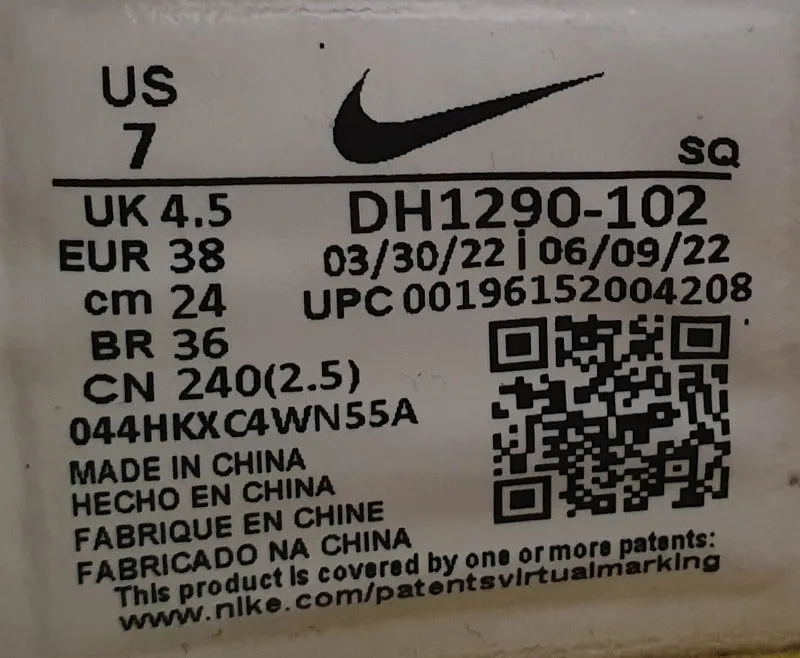 US
7
SQ
UK 4.5
EUR 38
cm 24
BR 36
CN 240(2.5)
DH1290-102
03/30/22 | 06/09/22
UPC 00196152004208
044HKXC4WN55A
MADE IN CHINA
HECHO EN CHINA
FABRIQUE EN CHINE
FABRICADO NA CHINA
This product is covered by one or more patents:
www.nike.com/patentsvirtualmarking